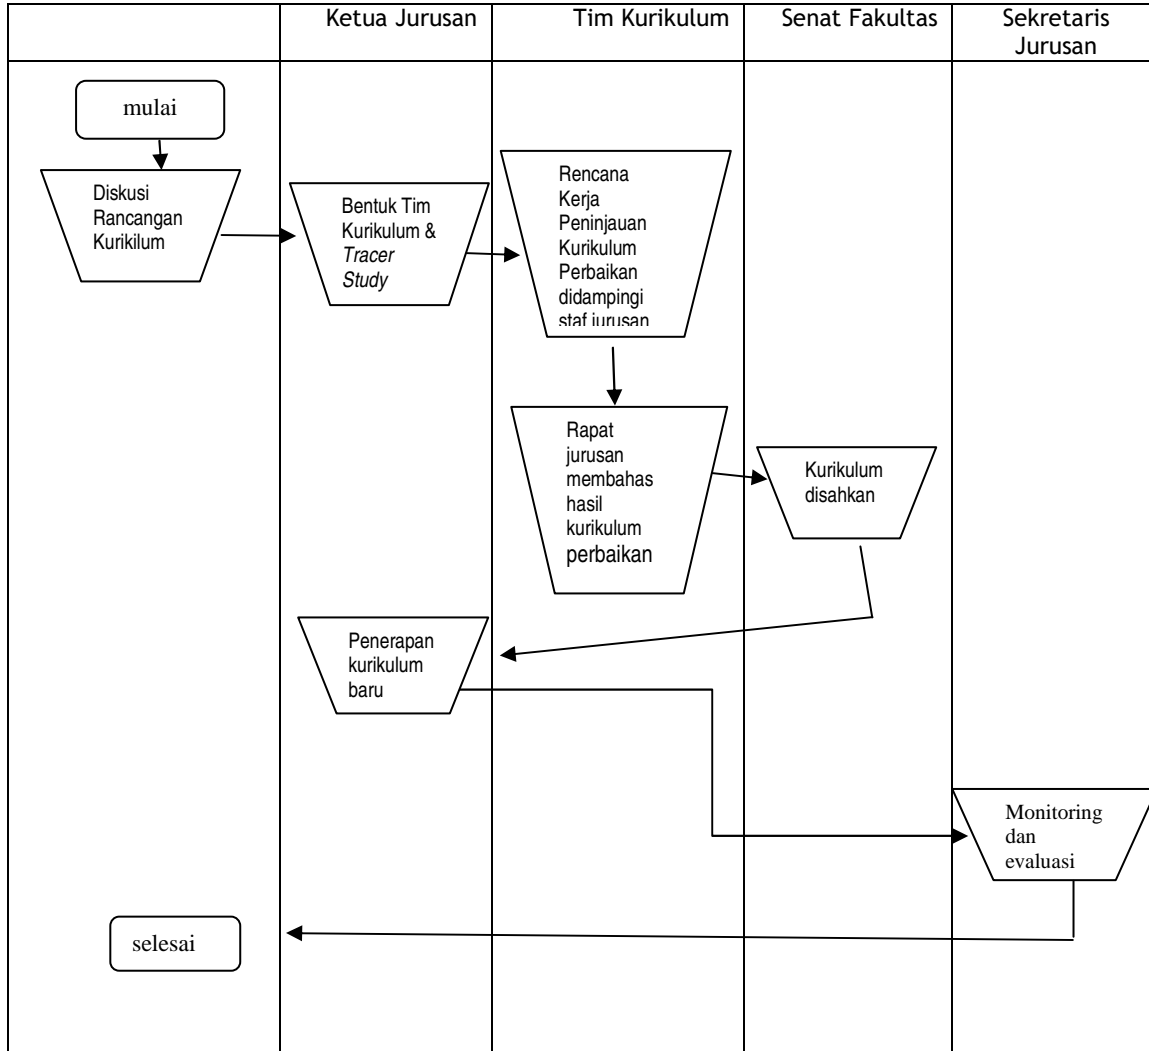 Ketua Jurusan
Tim Kurikulum
Senat Fakultas
Sekretaris
Jurusan
mulai
Diskusi
Rancangan
Kurikilum
Bentuk Tim
Kurikulum &
Tracer
Study
Rencana
Kerja
Peninjauan
Kurikulum
Perbaikan
didampingi
staf jurusan
Rapat
jurusan
membahas
hasil
kurikulum
perbaikan
Kurikulum
disahkan
Penerapan
kurikulum
baru
Monitoring
dan
evaluasi
selesai